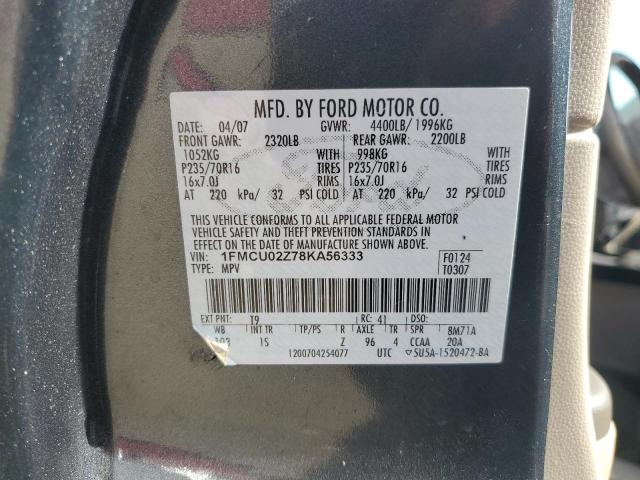 MFD. BY FORD MOTOR CO.
DATE: 04/07 GVWR: 4400LB/1996KG
FRONT GAWR: 2320LB REAR GAWR: 2200LB
1052KG WITH 998KG WITH
P235/70R16 TIRES P235/70R16 TIRES
16x7.0J RIMS 16x7.0J RIMS
AT 220 kPa/ 32 PSI COLD AT 220 kPa/ 32 PSI COLD
THIS VEHICLE CONFORMS TO ALL APPLICABLE FEDERAL MOTOR
VEHICLE SAFETY AND THEFT PREVENTION STANDARDS IN
EFFECT ON THE DATE OF MANUFACTURE SHOWN ABOVE.
VIN: 1FMCU02Z78KA56333 F0124
TYPE: MPV T0307
EXT PNT: T9 RC: 41 DSO:
WB INT TR TP/PS R AXLE TR SPR 8M71A
103 1S Z 96 4 CCAA 20A
1200704254077 UTC ▽5U5A-1520472-BA
Ford